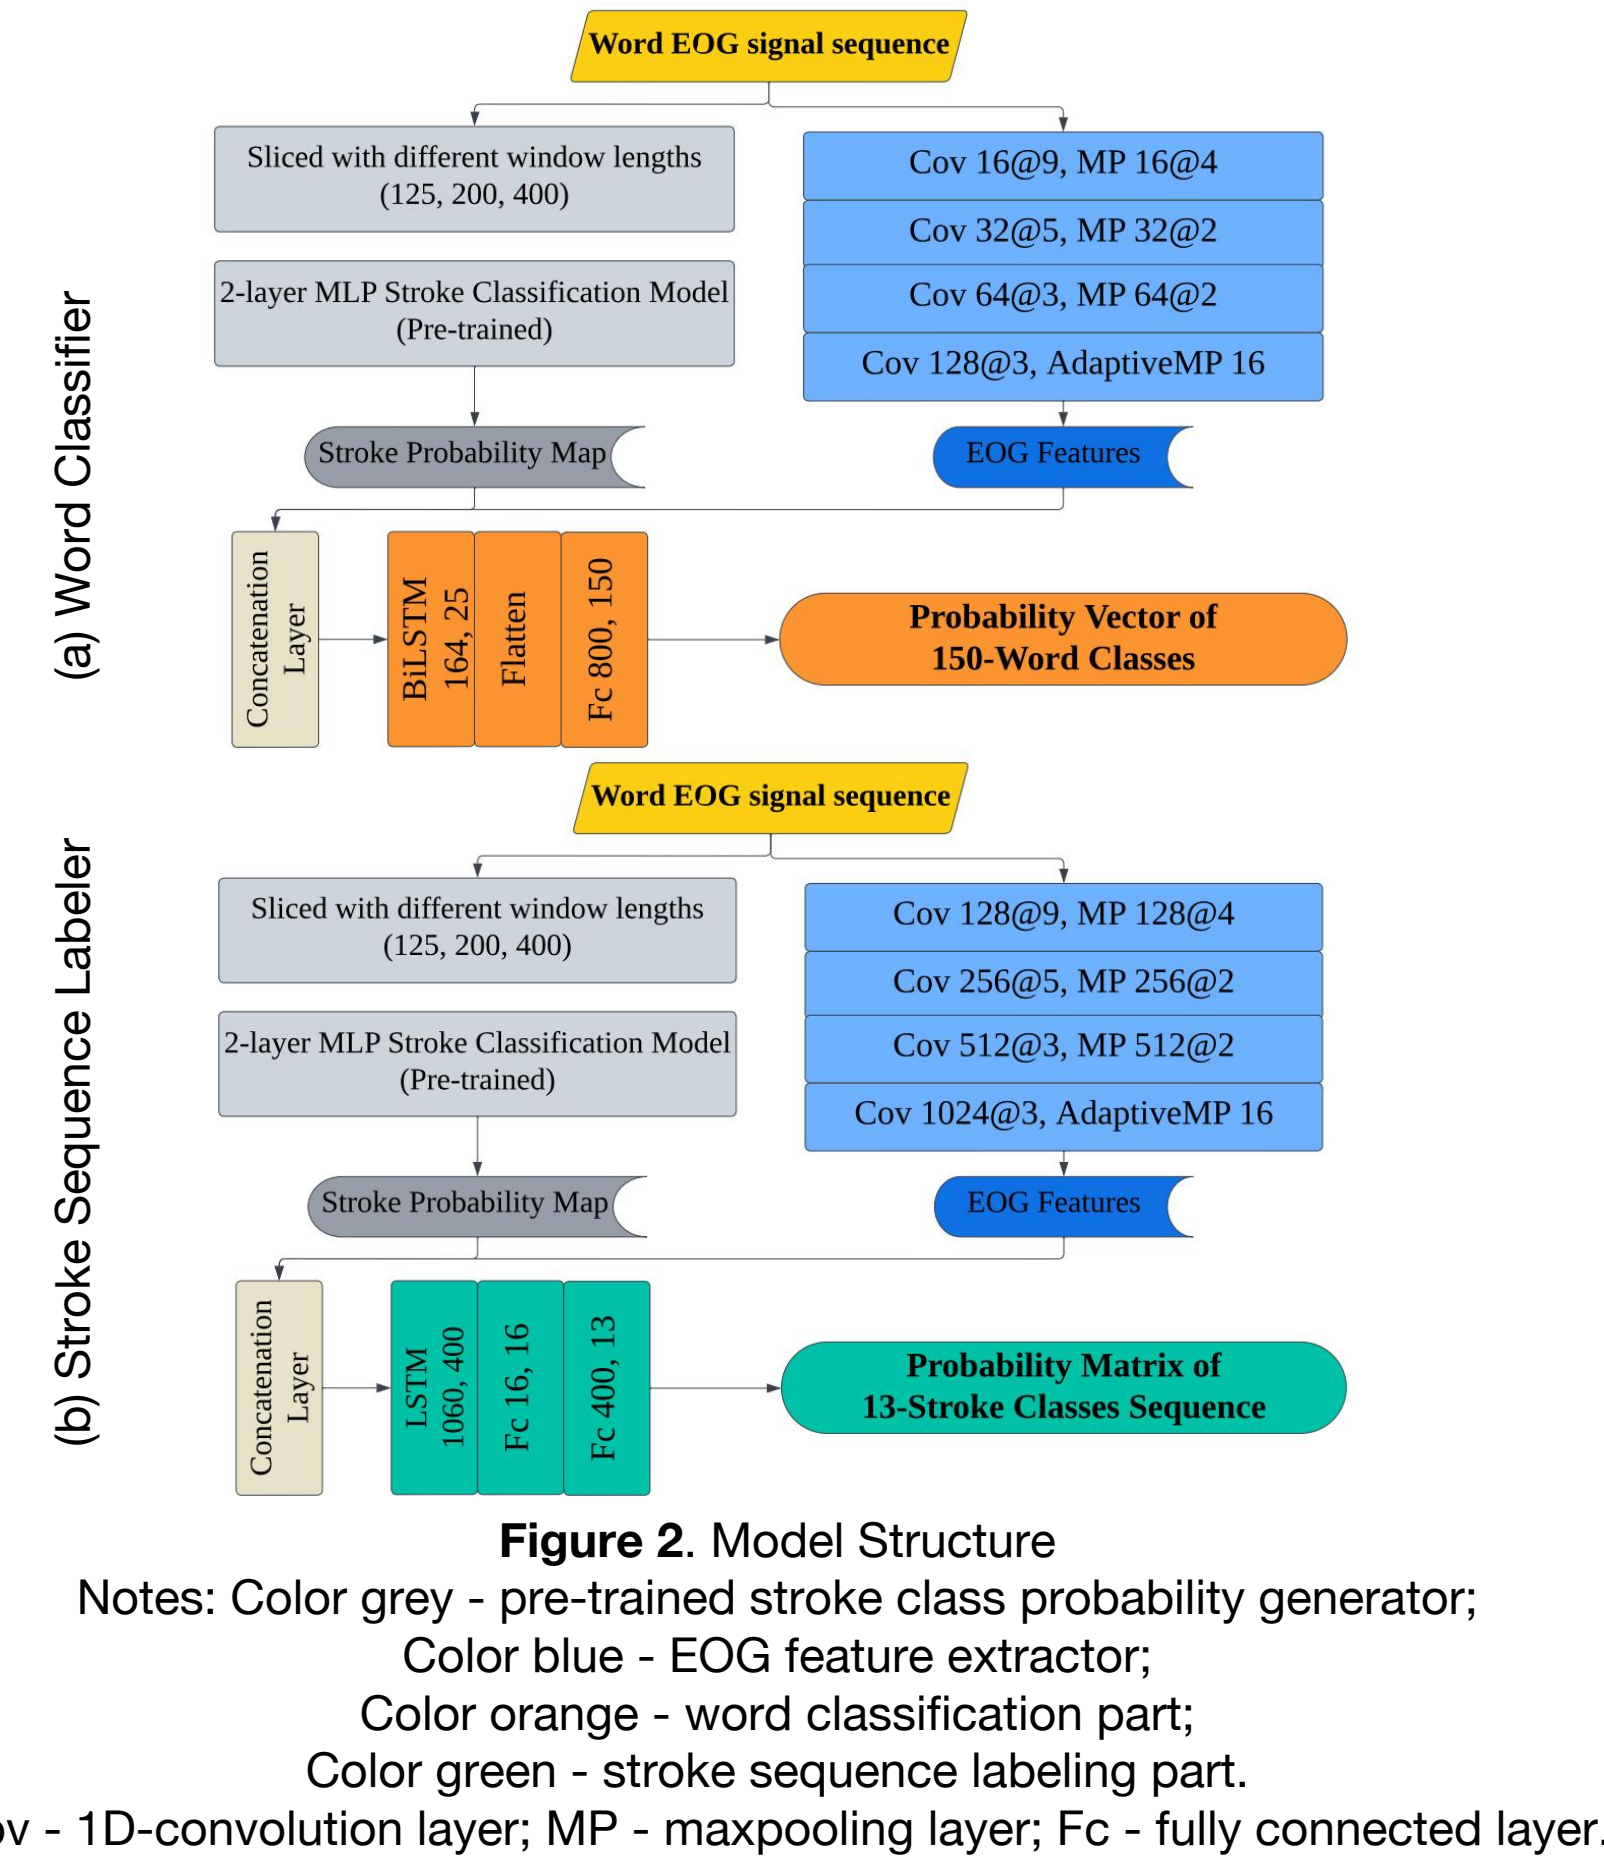 (a) Word Classifier
Word EOG signal sequence
Sliced with different window lengths
(125, 200, 400)
2-layer MLP Stroke Classification Model
(Pre-trained)
Stroke Probability Map
Cov 16@9, MP 16@4
Cov 32@5, MP 32@2
Cov 64@3, MP 64@2
Cov 128@3, AdaptiveMP 16
EOG Features
Concatenation
Layer
BiLSTM
164, 25
Flatten
Fc 800, 150
Probability Vector of
150-Word Classes
(b) Stroke Sequence Labeler
Word EOG signal sequence
Sliced with different window lengths
(125, 200, 400)
2-layer MLP Stroke Classification Model
(Pre-trained)
Stroke Probability Map
Cov 128@9, MP 128@4
Cov 256@5, MP 256@2
Cov 512@3, MP 512@2
Cov 1024@3, AdaptiveMP 16
EOG Features
Concatenation
Layer
LSTM
1060, 400
Fc 16, 16
Fc 400, 13
Probability Matrix of
13-Stroke Classes Sequence
Figure 2. Model Structure
Notes: Color grey - pre-trained stroke class probability generator;
Color blue - EOG feature extractor;
Color orange - word classification part;
Color green - stroke sequence labeling part.
ov - 1D-convolution layer; MP - maxpooling layer; Fc - fully connected layer.